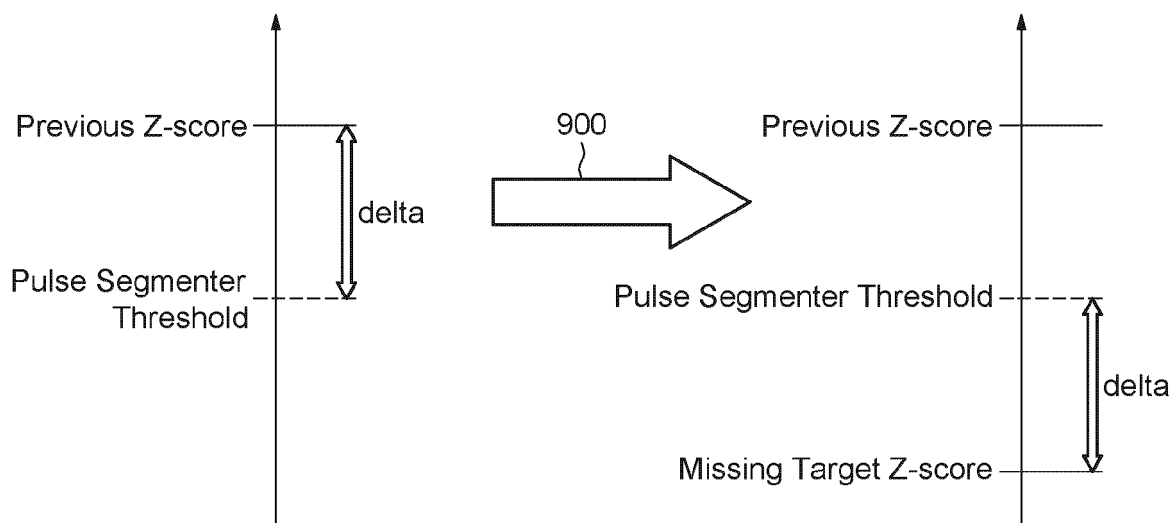 Previous Z-score
delta
Pulse Segmenter
Threshold
900
Previous Z-score
Pulse Segmenter Threshold
delta
Missing Target Z-score